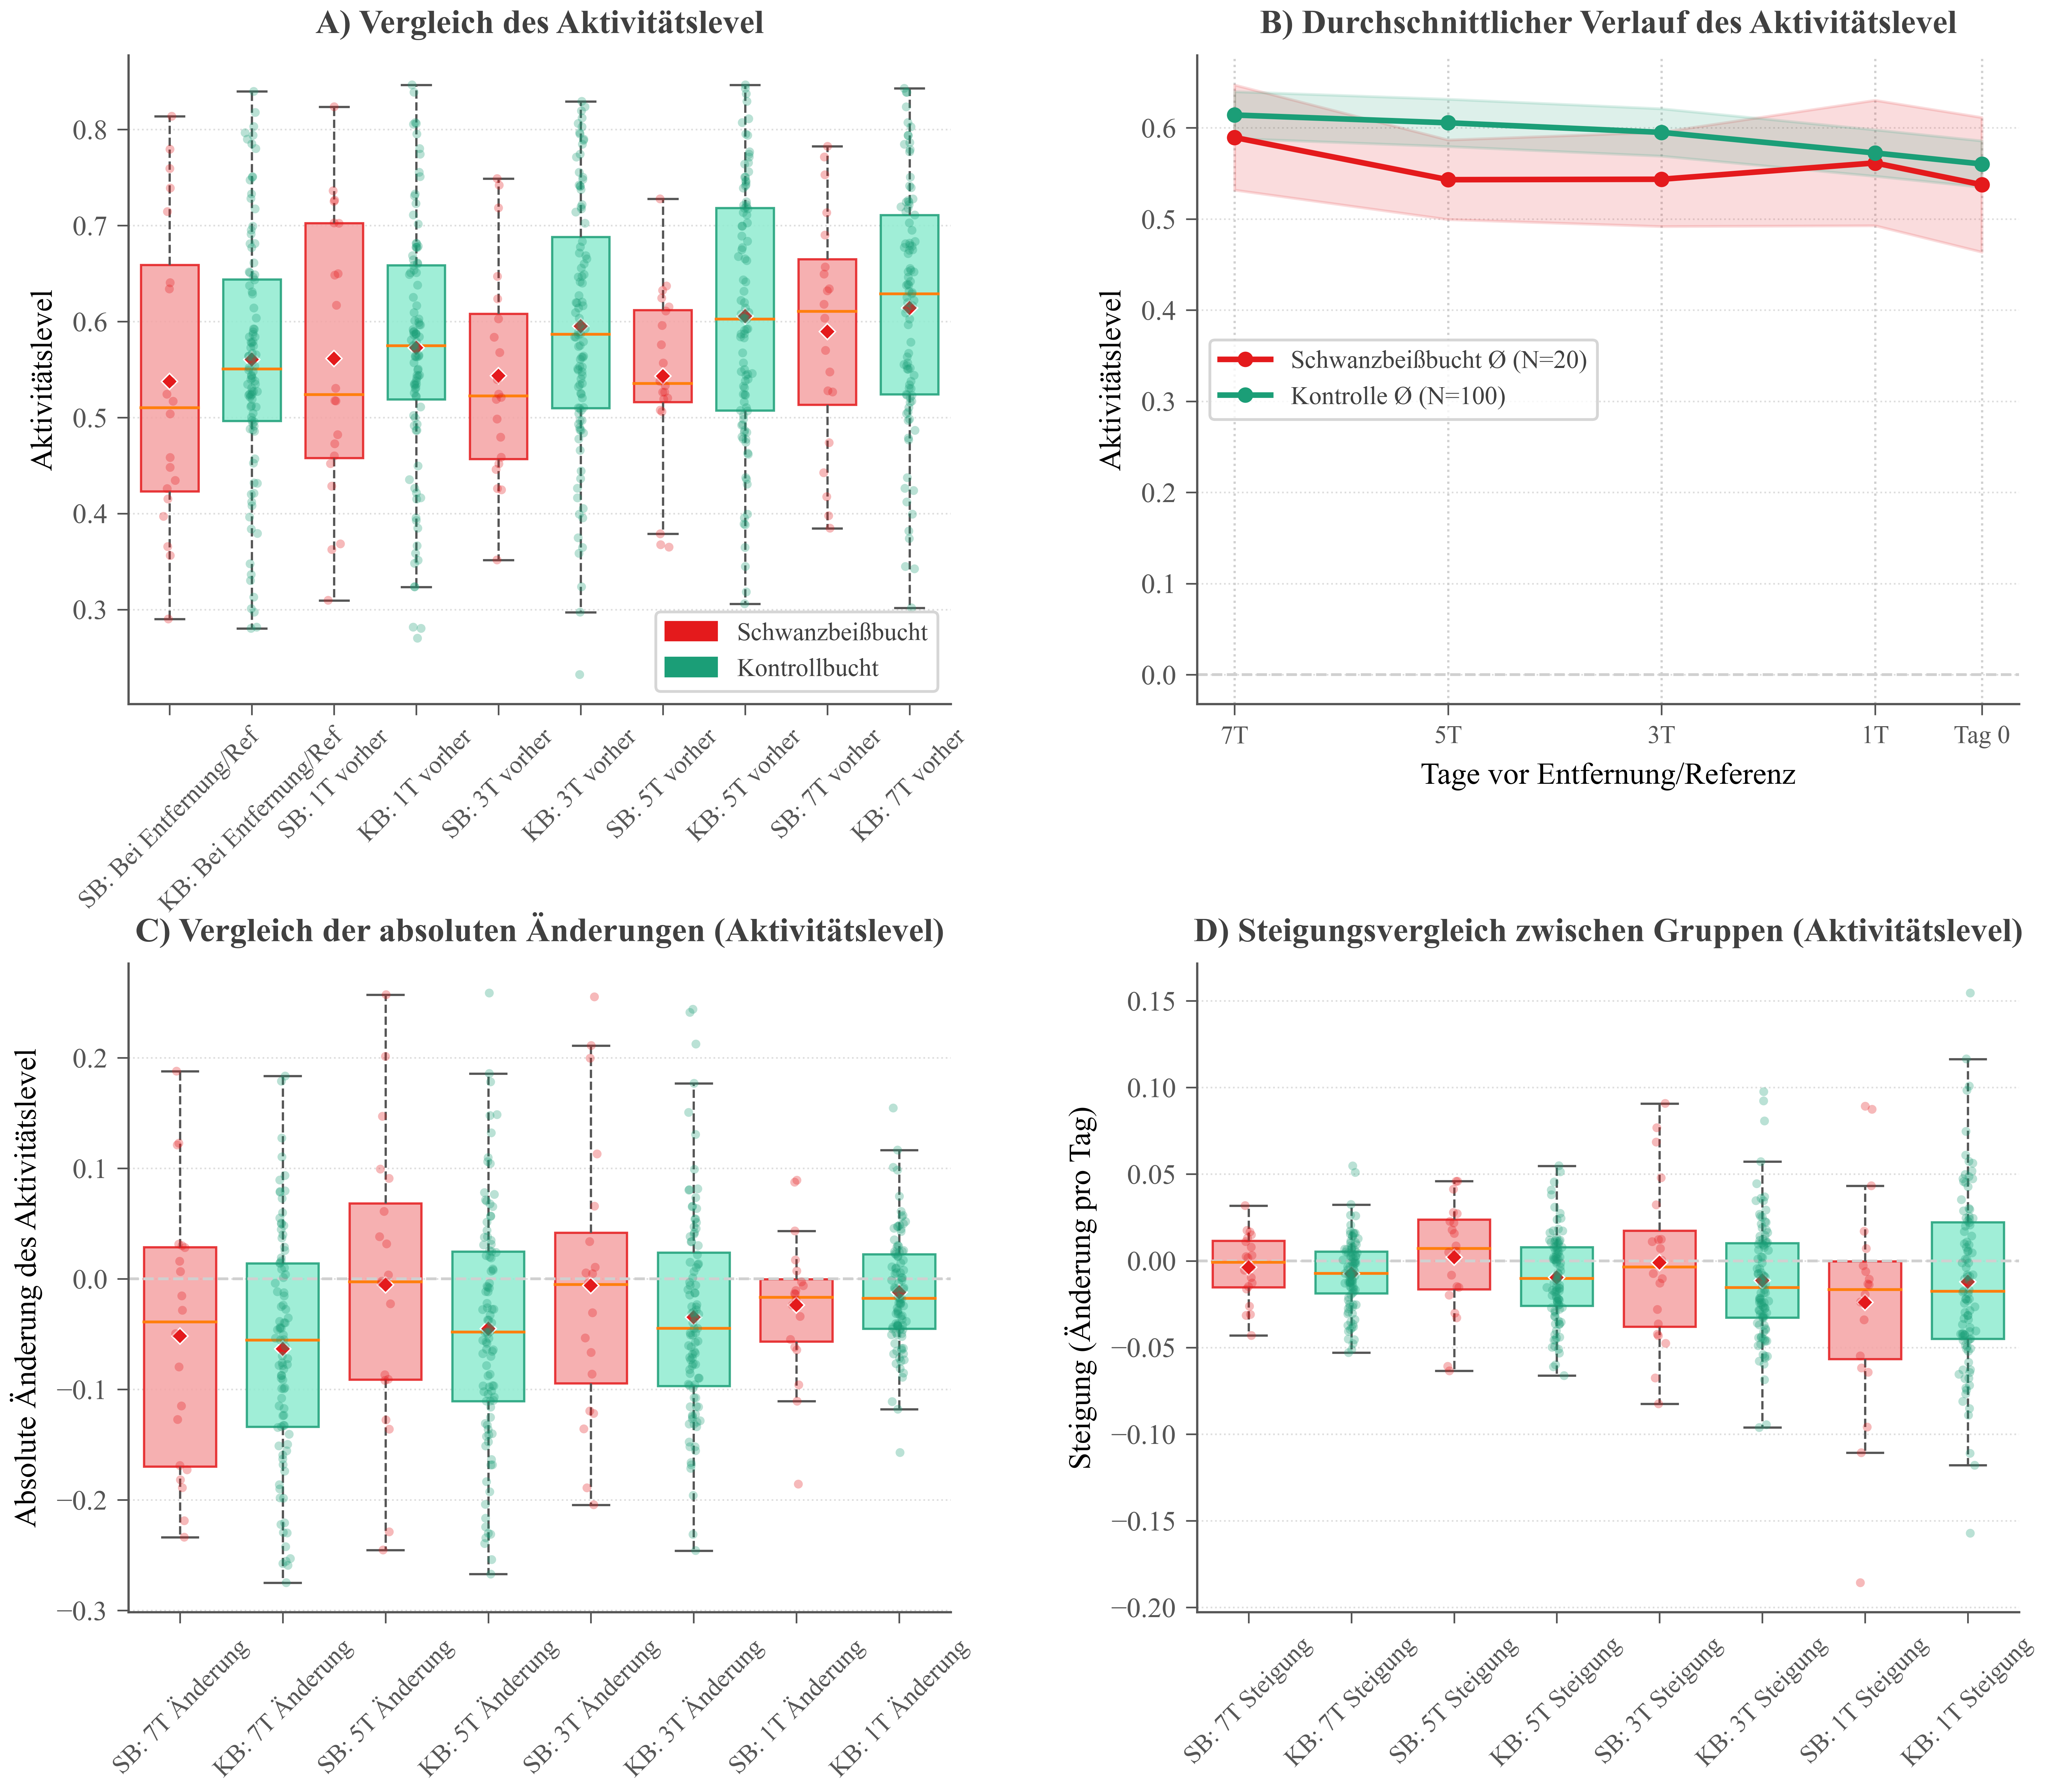 A) Vergleich des Aktivitätslevel
Aktivitätslevel
0.8
0.7
0.6
0.5
0.4
0.3
Schwanzbeißbucht
Kontrollbucht
SB: Bei Entfernung/Ref
KB: Bei Entfernung/Ref
SB: 1T vorher
KB: 1T vorher
SB: 3T vorher
KB: 3T vorher
SB: 5T vorher
KB: 5T vorher
SB: 7T vorher
KB: 7T vorher
B) Durchschnittlicher Verlauf des Aktivitätslevel
Aktivitätslevel
0.6
0.5
0.4
0.3
0.2
0.1
0.0
Schwanzbeißbucht Ø (N=20)
Kontrolle Ø (N=100)
7T
5T
3T
1T
Tag 0
Tage vor Entfernung/Referenz
C) Vergleich der absoluten Änderungen (Aktivitätslevel)
Absolute Änderung des Aktivitätslevel
0.2
0.1
0.0
−0.1
−0.2
−0.3
SB: 7T Änderung
KB: 7T Änderung
SB: 5T Änderung
KB: 5T Änderung
SB: 3T Änderung
KB: 3T Änderung
SB: 1T Änderung
KB: 1T Änderung
D) Steigungsvergleich zwischen Gruppen (Aktivitätslevel)
Steigung (Änderung pro Tag)
0.15
0.10
0.05
0.00
−0.05
−0.10
−0.15
−0.20
SB: 7T Steigung
KB: 7T Steigung
SB: 5T Steigung
KB: 5T Steigung
SB: 3T Steigung
KB: 3T Steigung
SB: 1T Steigung
KB: 1T Steigung